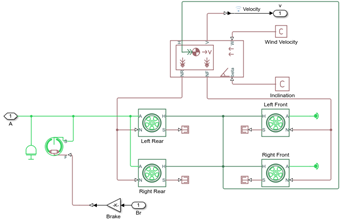 Velocity
v
1
C
Wind Velocity
C
Inclination
1
A
A
H
S
Left Rear
Left Front
H
A
S
N
A
H
S
Right Rear
Right Front
H
A
S
N
Brake
1
Br